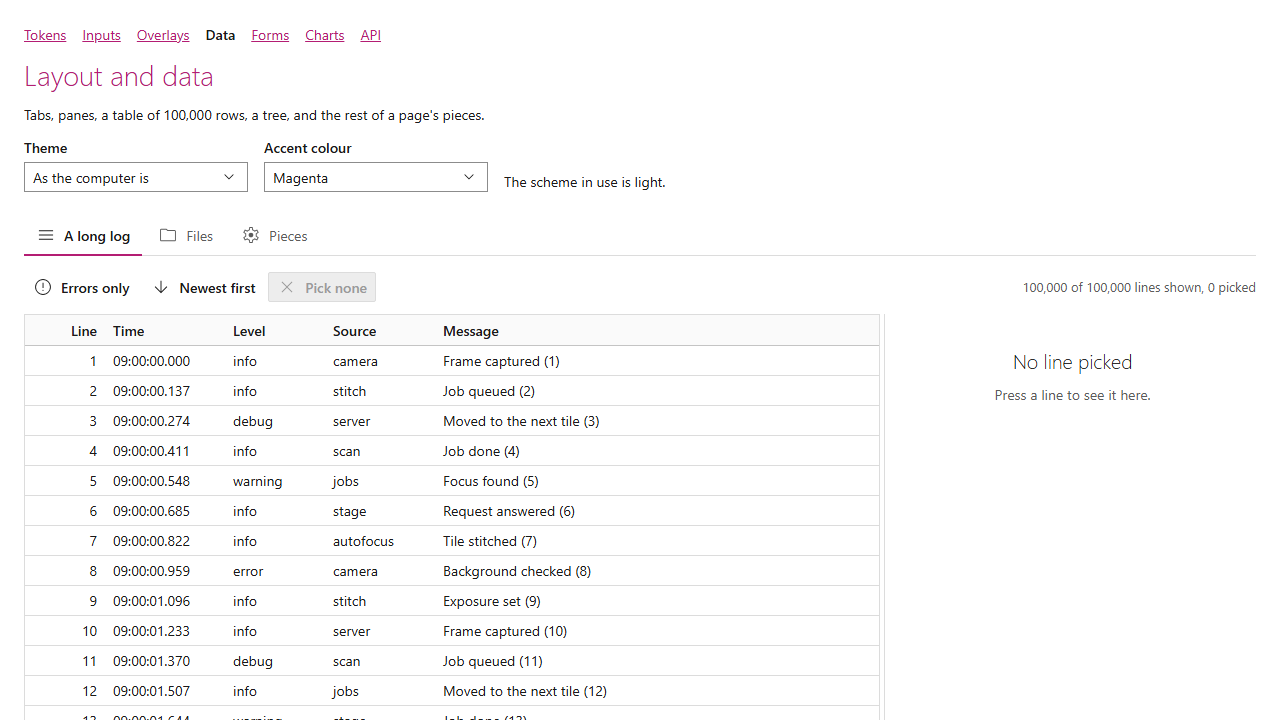 Tokens Inputs Overlays Data Forms Charts API
Layout and data
Tabs, panes, a table of 100,000 rows, a tree, and the rest of a page's pieces.
Theme Accent colour
As the computer is Magenta The scheme in use is light.
A long log Files Pieces
Errors only Newest first Pick none 100,000 of 100,000 lines shown, 0 picked
Line Time Level Source Message
1 09:00:00.000 info camera Frame captured (1)
2 09:00:00.137 info stitch Job queued (2)
3 09:00:00.274 debug server Moved to the next tile (3)
4 09:00:00.411 info scan Job done (4)
5 09:00:00.548 warning jobs Focus found (5)
6 09:00:00.685 info stage Request answered (6)
7 09:00:00.822 info autofocus Tile stitched (7)
8 09:00:00.959 error camera Background checked (8)
9 09:00:01.096 info stitch Exposure set (9)
10 09:00:01.233 info server Frame captured (10)
11 09:00:01.370 debug scan Job queued (11)
12 09:00:01.507 info jobs Moved to the next tile (12)
13 09:00:01.644 warning stage Job done (13)
No line picked
Press a line to see it here.